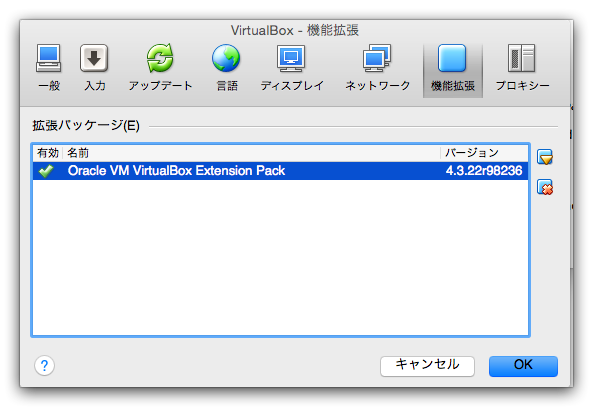 VirtualBox - 機能拡張
一般 入力 アップデート 言語 ディスプレイ ネットワーク 機能拡張 プロキシー
拡張パッケージ(E)
有効 名前 バージョン
Oracle VM VirtualBox Extension Pack 4.3.22r98236
? キャンセル OK